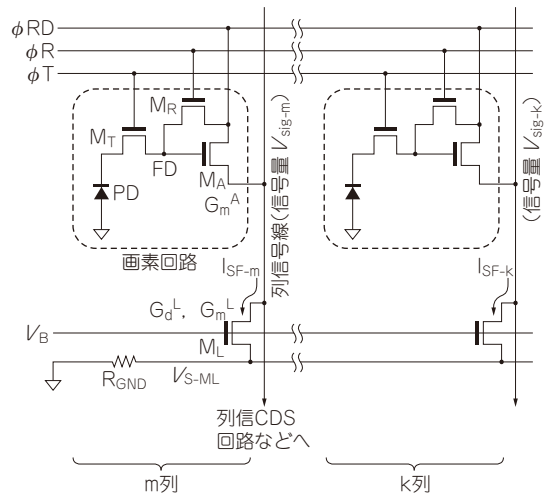 φRD
φR
φT
M_R
M_T
FD
M_A
G_m^A
PD
画素回路
列信号線(信号量 V_sig-m)
(信号量 V_sig-k)
I_SF-m
I_SF-k
G_d^L, G_m^L
V_B
M_L
R_GND
V_S-ML
列信CDS
回路などへ
m列
k列